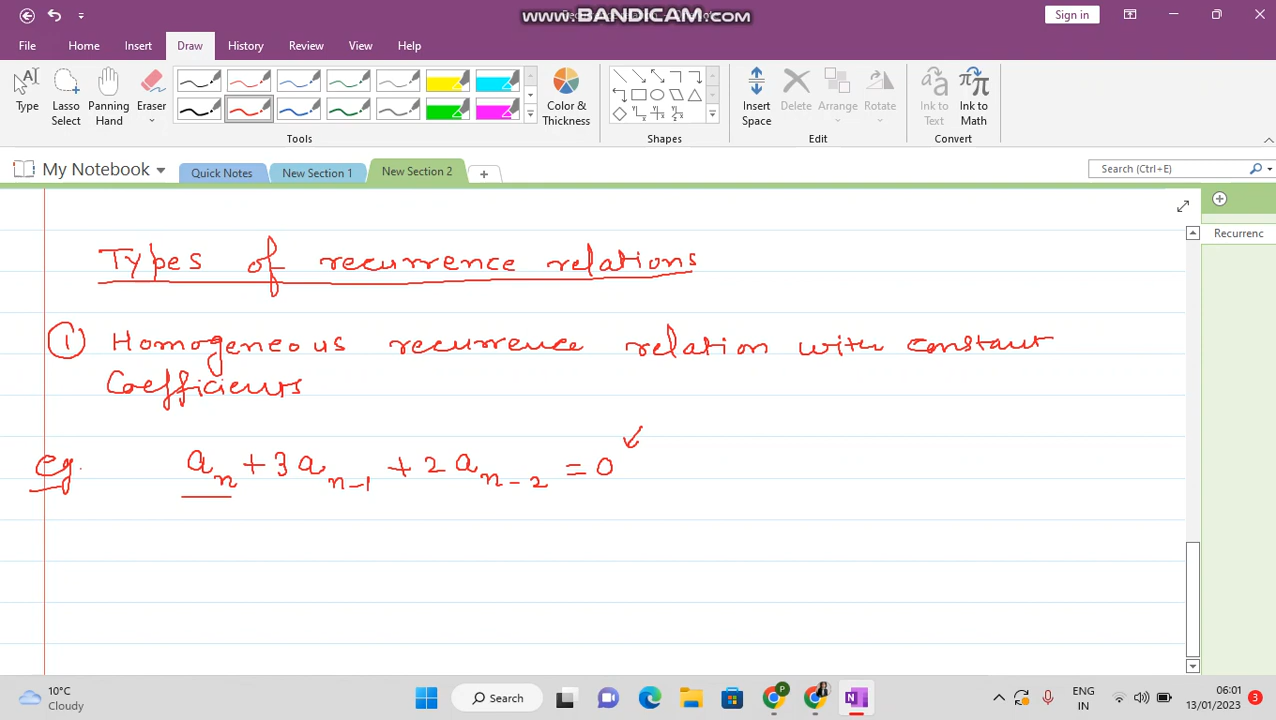 www.BANDICAM.com
Sign in
File Home Insert Draw History Review View Help
Type Lasso Select Panning Hand Eraser Color & Thickness Insert Space Delete Arrange Rotate Ink to Text Ink to Math
Tools Shapes Edit Convert
My Notebook Quick Notes New Section 1 New Section 2 Search (Ctrl+E)
Recurrenc
Types of recurrence relations
① Homogeneous recurrence relation with constant
Coefficients
eg. aₙ + 3aₙ₋₁ + 2aₙ₋₂ = 0
10°C
Cloudy
Search
ENG
IN
06:01
13/01/2023
3